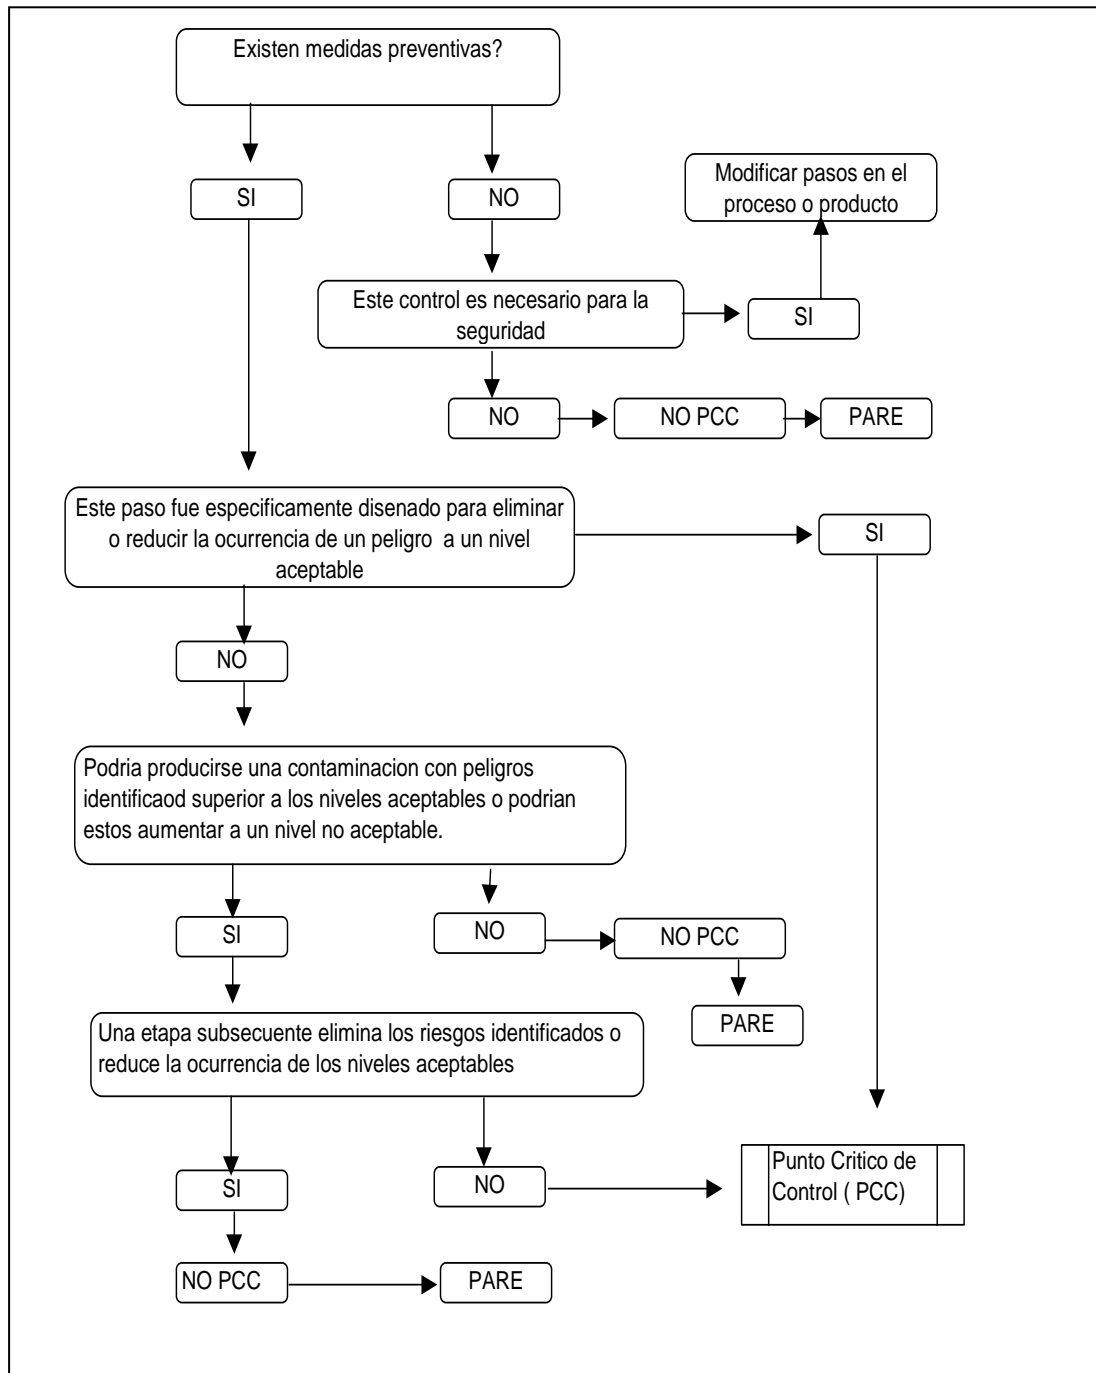 Existen medidas preventivas?
SI
NO
Modificar pasos en el
proceso o producto
Este control es necesario para la
seguridad
SI
NO
NO PCC
PARE
Este paso fue especificamente disenado para eliminar
o reducir la ocurrencia de un peligro a un nivel
aceptable
SI
NO
Podria producirse una contaminacion con peligros
identificaod superior a los niveles aceptables o podrian
estos aumentar a un nivel no aceptable.
SI
NO
NO PCC
PARE
Una etapa subsecuente elimina los riesgos identificados o
reduce la ocurrencia de los niveles aceptables
SI
NO
Punto Critico de
Control ( PCC)
NO PCC
PARE